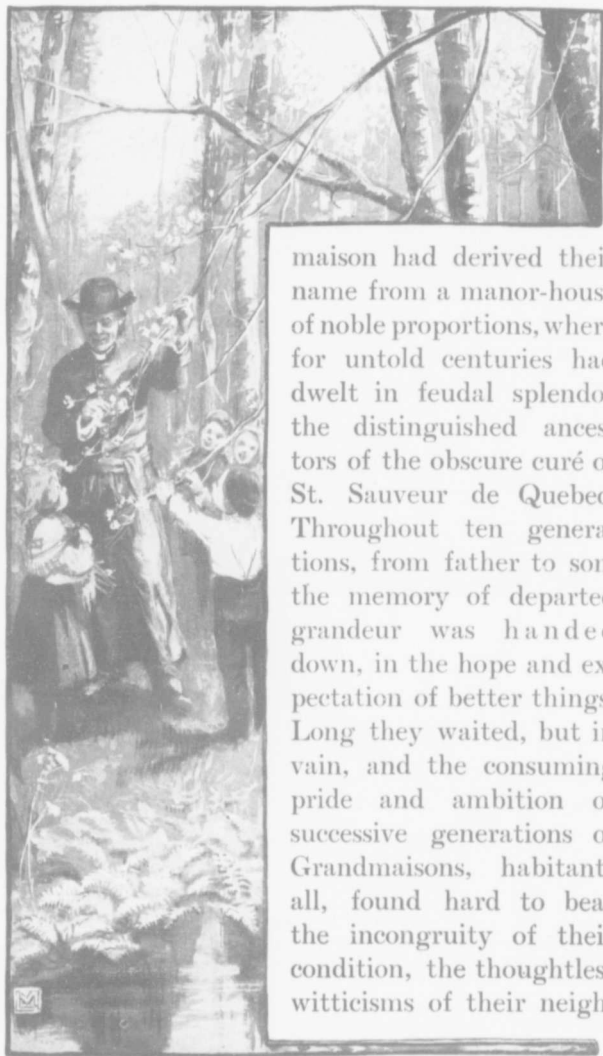 maison had derived thei
name from a manor-hous
of noble proportions, wher
for untold centuries had
dwelt in feudal splendo
the distinguished ances
tors of the obscure curé o
St. Sauveur de Quebec
Throughout ten genera
tions, from father to son
the memory of departed
grandeur was handed
down, in the hope and ex
pectation of better things
Long they waited, but in
vain, and the consuming
pride and ambition o
successive generations o
Grandmaisons, habitant
all, found hard to bea
the incongruity of thei
condition, the thoughtles
witticisms of their neigh